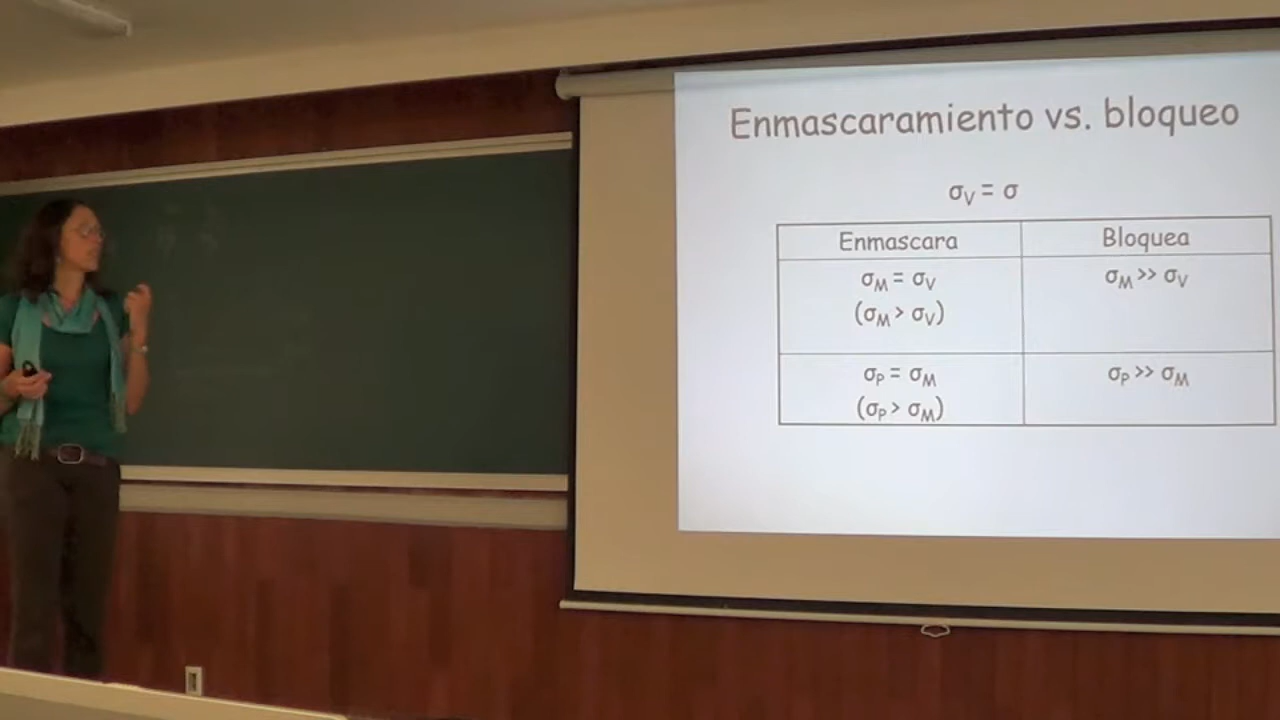 Enmascaramiento vs. bloqueo
σV = σ
Enmascara
Bloquea
σM = σV
(σM > σV)
σM >> σV
σP = σM
(σP > σM)
σP >> σM